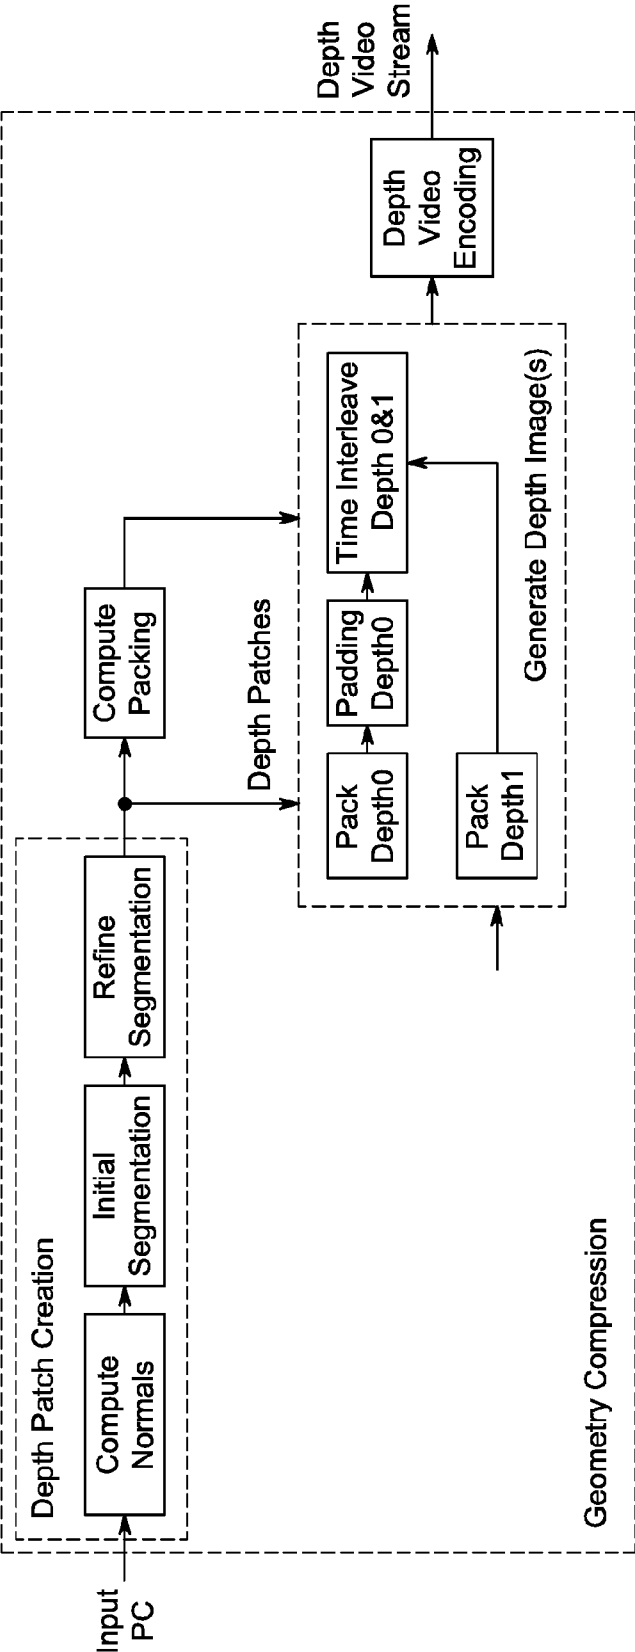 Input
PC
Depth Patch Creation
Compute
Normals
Initial
Segmentation
Refine
Segmentation
Compute
Packing
Depth Patches
Pack
Depth0
Padding
Depth0
Time Interleave
Depth 0&1
Pack
Depth1
Generate Depth Image(s)
Depth
Video
Encoding
Depth
Video
Stream
Geometry Compression